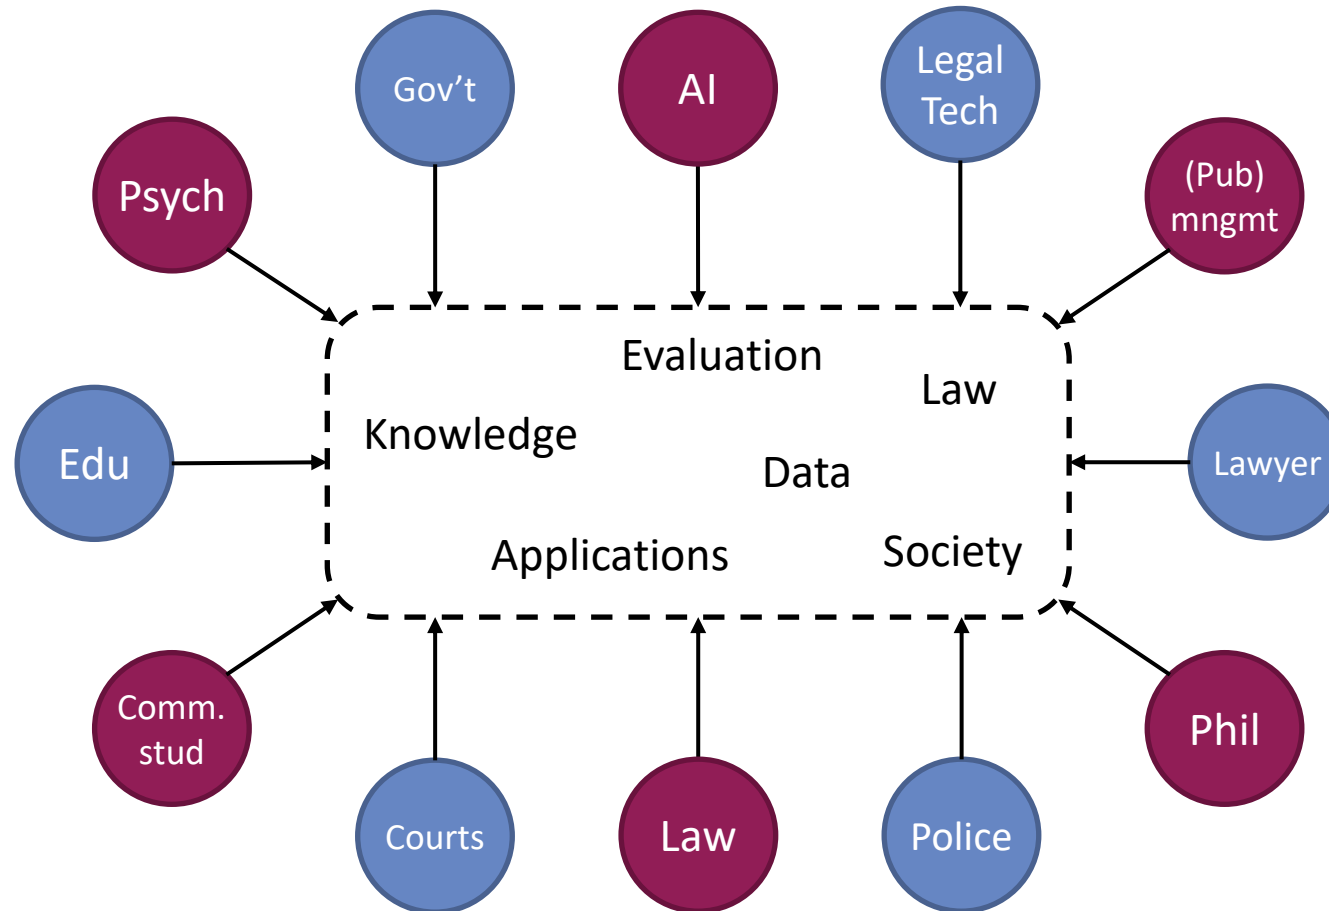 Gov’t
AI
Legal
Tech
Psych
(Pub)
mngmt
Evaluation
Law
Knowledge
Data
Edu
Lawyer
Applications
Society
Comm.
stud
Phil
Courts
Law
Police